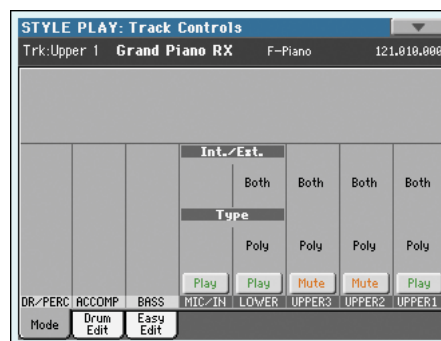 STYLE PLAY: Track Controls
Trk:Upper 1 Grand Piano RX F-Piano 121.010.000
Int./Ext.
Both Both Both Both
Type
Poly Poly Poly Poly
Play Play Mute Mute Play
DR/PERC ACCOMP BASS MIC/IN LOWER UPPER3 UPPER2 UPPER1
Mode Drum Edit Easy Edit